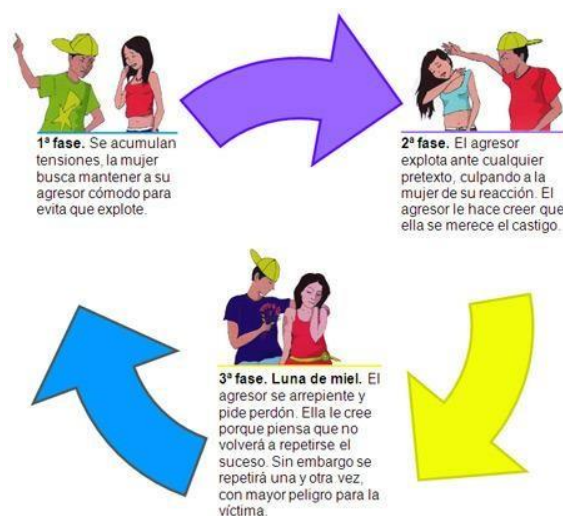 1ª fase. Se acumulan
tensiones, la mujer
busca mantener a su
agresor cómodo para
evita que explote.
2ª fase. El agresor
explota ante cualquier
pretexto, culpando a la
mujer de su reacción. El
agresor le hace creer que
ella se merece el castigo.
3ª fase. Luna de miel. El
agresor se arrepiente y
pide perdón. Ella le cree
porque piensa que no
volverá a repetirse el
suceso. Sin embargo se
repetirá una y otra vez,
con mayor peligro para la
víctima.